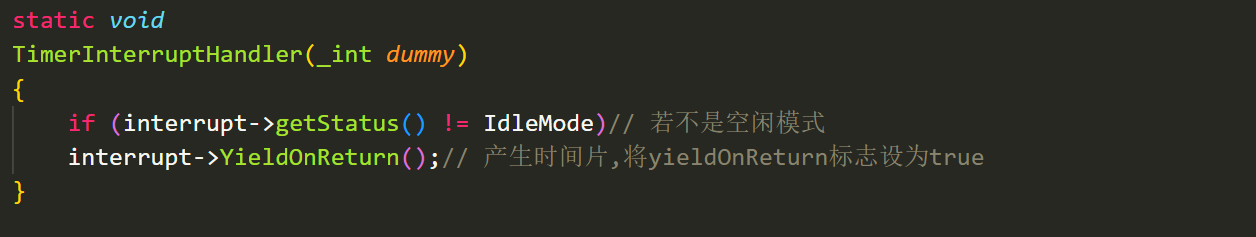 static void
TimerInterruptHandler(_int dummy)
{
if (interrupt->getStatus() != IdleMode)// 若不是空闲模式
interrupt->YieldOnReturn();// 产生时间片,将yieldOnReturn标志设为true
}